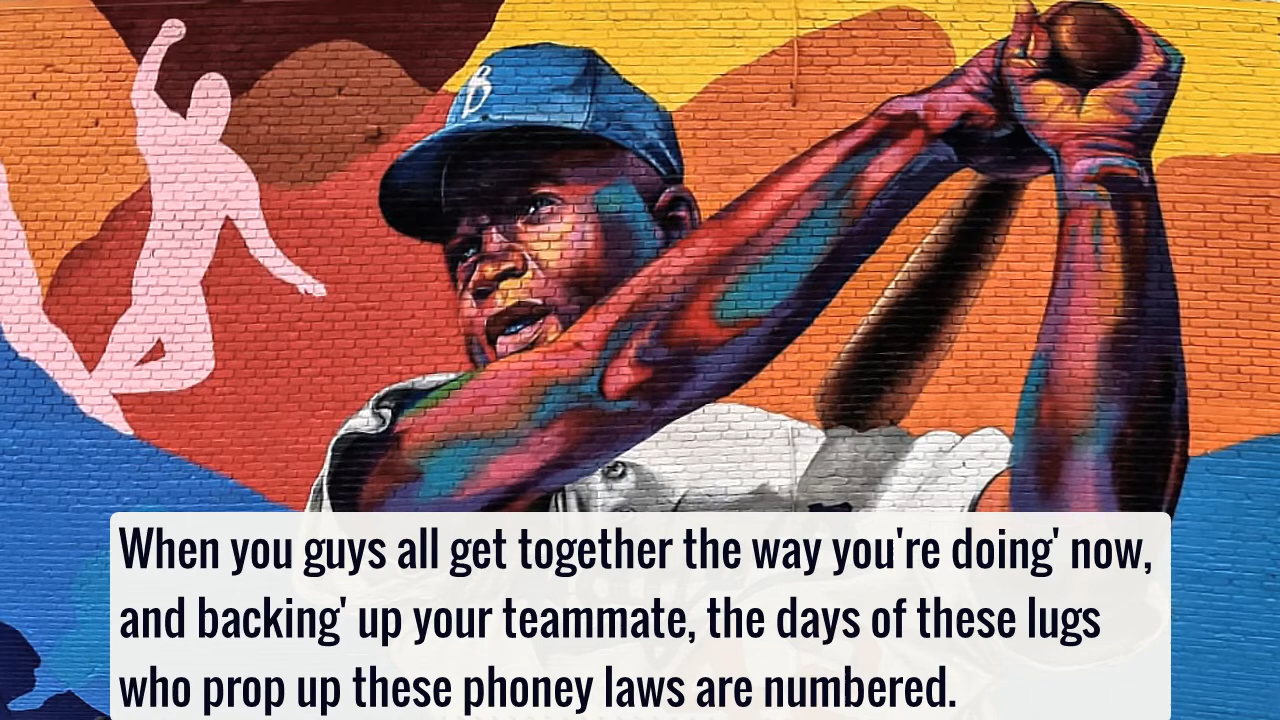 B
When you guys all get together the way you're doing' now,
and backing' up your teammate, the days of these lugs
who prop up these phoney laws are numbered.